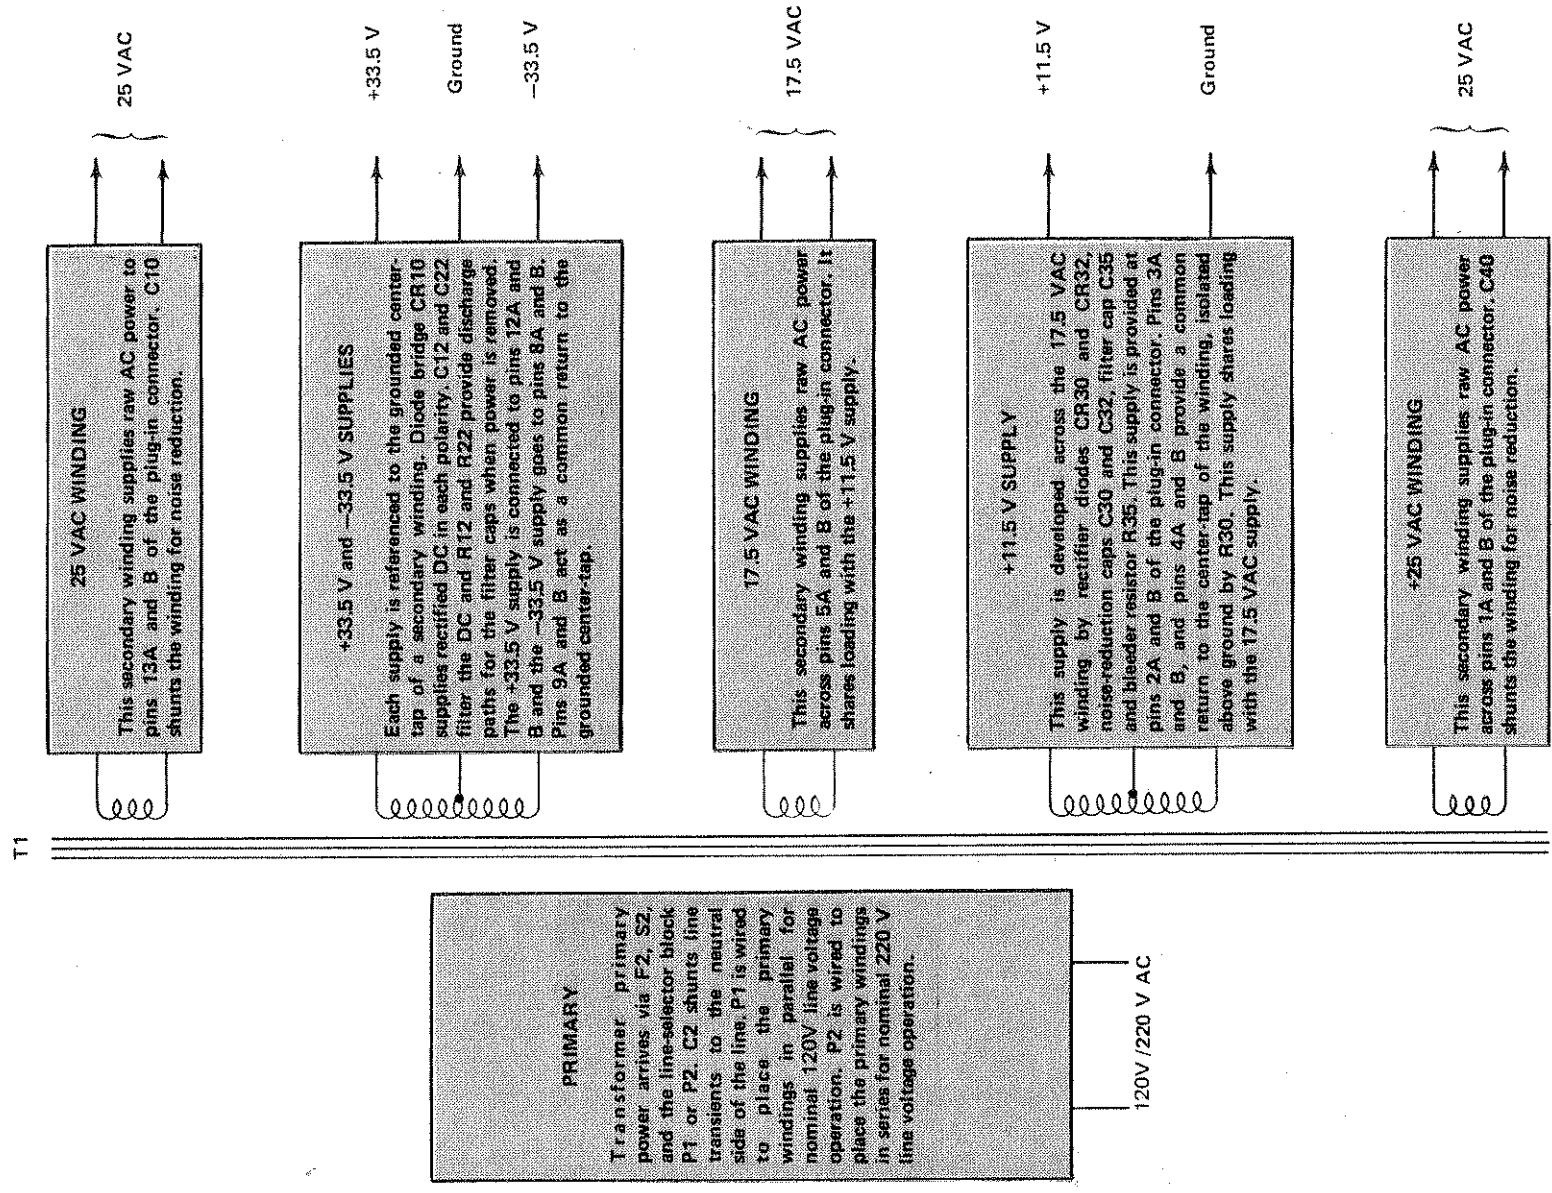 T1
PRIMARY
Transformer primary
power arrives via F2, S2,
and the line-selector block
P1 or P2. C2 shunts line
transients to the neutral
side of the line. P1 is wired
to place the primary
windings in parallel for
nominal 120V line voltage
operation. P2 is wired to
place the primary windings
in series for nominal 220 V
line voltage operation.
120V/220 V AC
25 VAC WINDING
This secondary winding supplies raw AC power to
pins 13A and B of the plug-in connector. C10
shunts the winding for noise reduction.
25 VAC
+33.5 V and −33.5 V SUPPLIES
Each supply is referenced to the grounded center-
tap of a secondary winding. Diode bridge CR10
supplies rectified DC in each polarity. C12 and C22
filter the DC and R12 and R22 provide discharge
paths for the filter caps when power is removed.
The +33.5 V supply is connected to pins 12A and
B and the −33.5 V supply goes to pins 8A and B.
Pins 9A and B act as a common return to the
grounded center-tap.
+33.5 V
Ground
−33.5 V
17.5 VAC WINDING
This secondary winding supplies raw AC power
across pins 5A and B of the plug-in connector. It
shares loading with the +11.5 V supply.
17.5 VAC
+11.5 V SUPPLY
This supply is developed across the 17.5 VAC
winding by rectifier diodes CR30 and CR32,
noise-reduction caps C30 and C32, filter cap C35
and bleeder resistor R35. This supply is provided at
pins 2A and B of the plug-in connector. Pins 3A
and B, and pins 4A and B provide a common
return to the center-tap of the winding, isolated
above ground by R30. This supply shares loading
with the 17.5 VAC supply.
+11.5 V
Ground
+25 VAC WINDING
This secondary winding supplies raw AC power
across pins 1A and B of the plug-in connector. C40
shunts the winding for noise reduction.
25 VAC